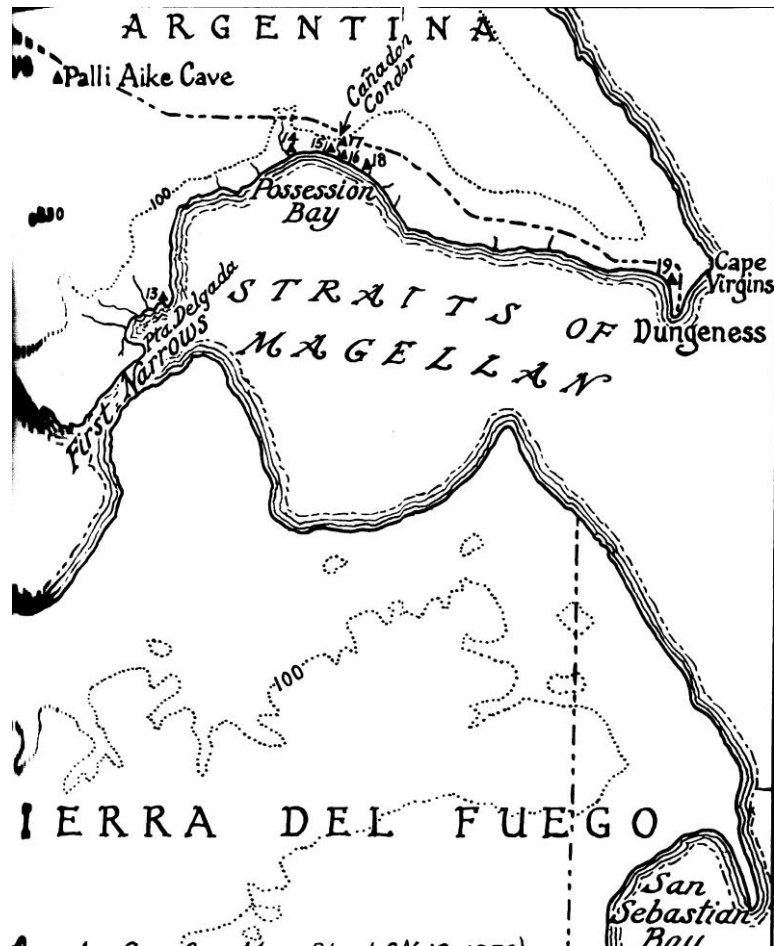 ARGENTINA
Palli Aike Cave
Cañadon
Condor
14
15
17
16
18
100
Possession
Bay
19
Cape
Virgins
13
Pta. Delgada
STRAITS OF
MAGELLAN
Dungeness
First Narrows
100
IERRA DEL FUEGO
San
Sebastian
Bay